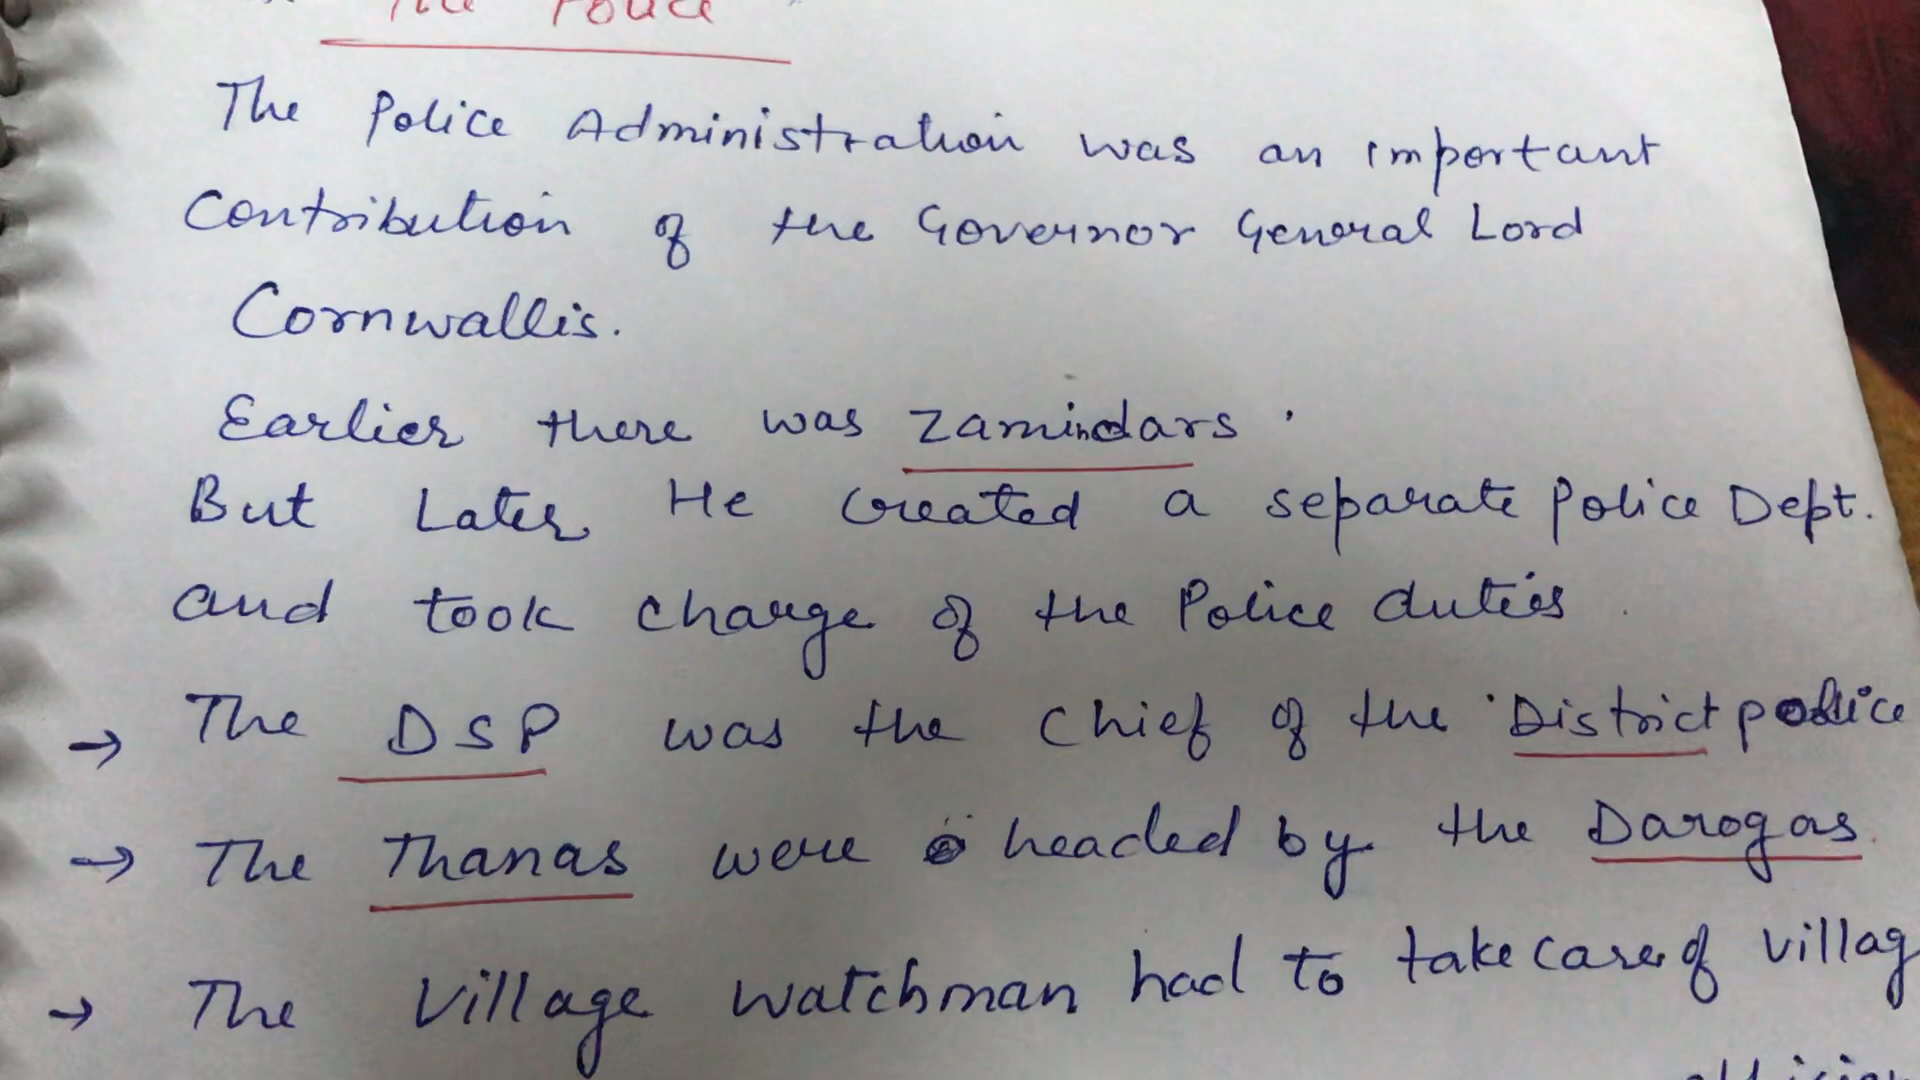 The Police
The Police Administration was an important
Contribution of the Governor General Lord
Cornwallis.
Earlier there was Zamindars.
But Later He created a separate Police Dept.
and took charge of the Police duties.
→ The DSP was the Chief of the District police
→ The Thanas were headed by the Darogas.
→ The Village watchman had to take care of villag